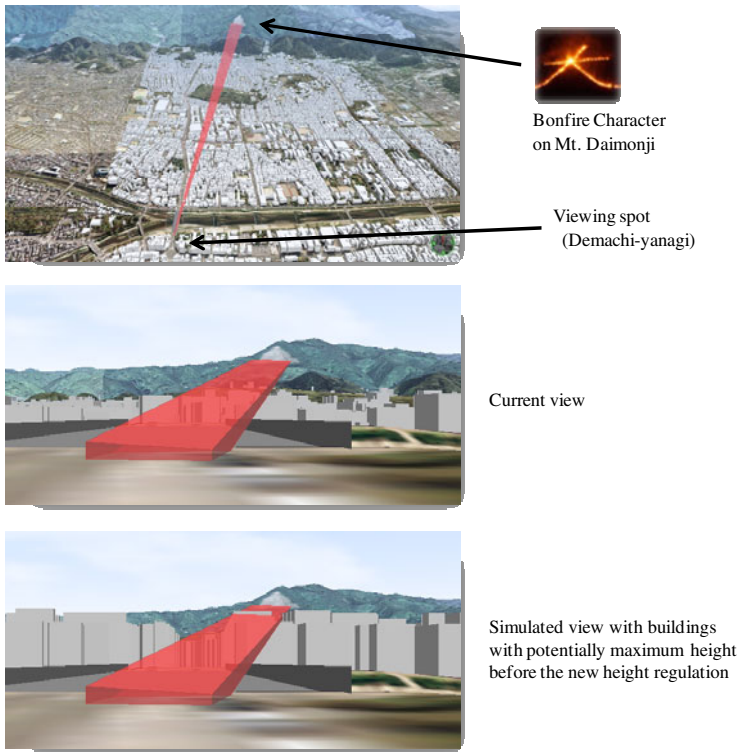 Bonfire Character
on Mt. Daimonji
Viewing spot
(Demachi-yanagi)
Current view
Simulated view with buildings
with potentially maximum height
before the new height regulation